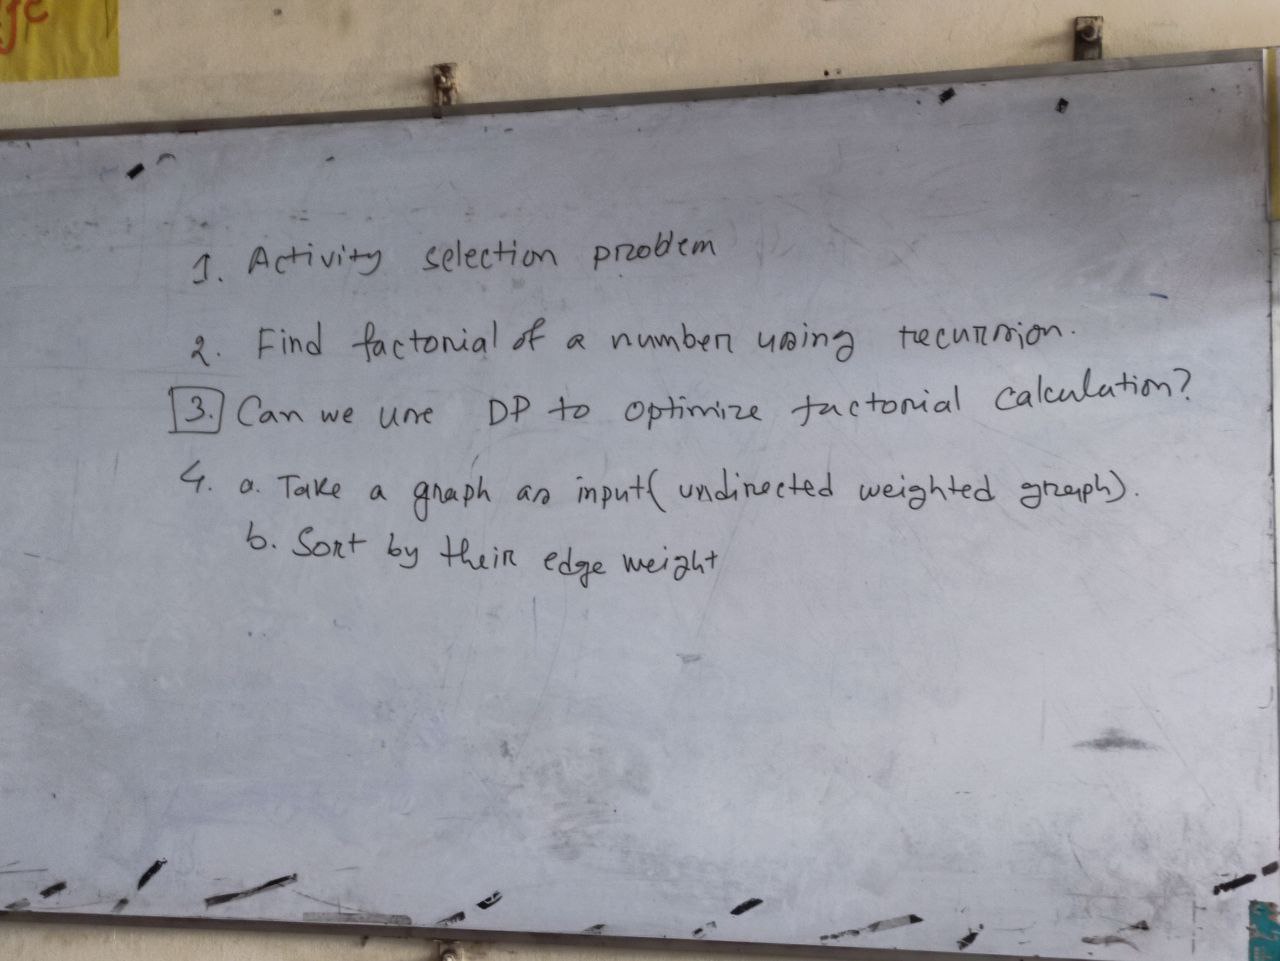 1. Activity selection problem
2. Find factorial of a number using recursion.
3. Can we use DP to optimize factorial calculation?
4. a. Take a graph as input (undirected weighted graph).
b. Sort by their edge weight